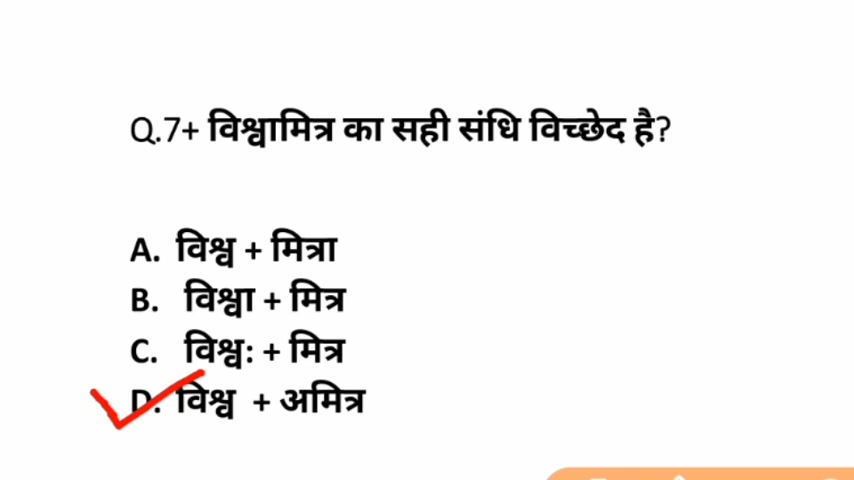 Q.7+ विश्वामित्र का सही संधि विच्छेद है?
A. विश्व + मित्रा
B. विश्वा + मित्र
C. विश्व: + मित्र
D. विश्व + अमित्र